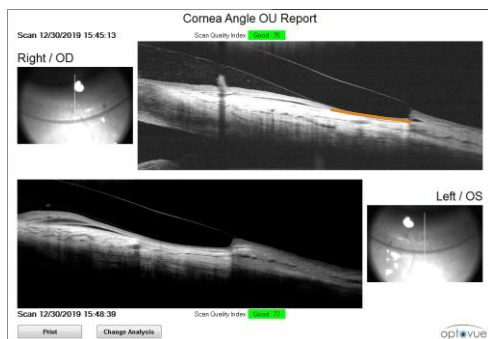 Cornea Angle OU Report
Scan 12/30/2019 15:45:13
Scan Quality Index Good 76
Right / OD
Left / OS
Scan 12/30/2019 15:48:39
Scan Quality Index Good 77
Print
Change Analysis
optovue